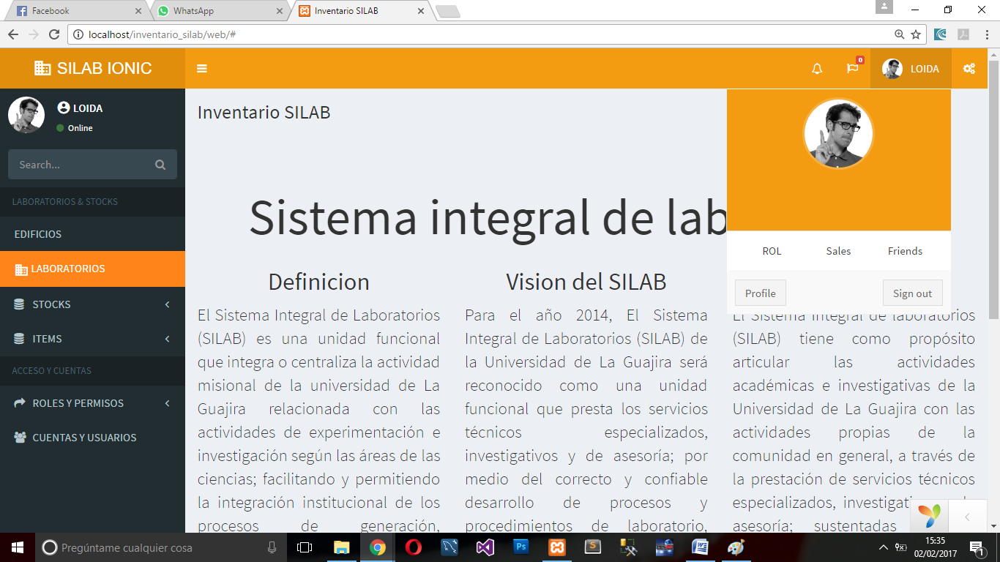 Facebook
WhatsApp
Inventario SILAB
localhost/inventario_silab/web/#
SILAB IONIC
0
LOIDA
LOIDA
Online
Search...
LABORATORIOS & STOCKS
EDIFICIOS
LABORATORIOS
STOCKS
ITEMS
ACCESO Y CUENTAS
ROLES Y PERMISOS
CUENTAS Y USUARIOS
Inventario SILAB
Sistema integral de lab
ROL Sales Friends
Profile Sign out
Definicion
El Sistema Integral de Laboratorios
(SILAB) es una unidad funcional
que integra o centraliza la actividad
misional de la universidad de La
Guajira relacionada con las
actividades de experimentación e
investigación según las áreas de las
ciencias; facilitando y permitiendo
la integración institucional de los
procesos de generación,
Vision del SILAB
Para el año 2014, El Sistema
Integral de Laboratorios (SILAB) de
la Universidad de La Guajira será
reconocido como una unidad
funcional que presta los servicios
técnicos especializados,
investigativos y de asesoría; por
medio del correcto y confiable
desarrollo de procesos y
procedimientos de laboratorio,
El Sistema Integral de laboratorios
(SILAB) tiene como propósito
articular las actividades
académicas e investigativas de la
Universidad de La Guajira con las
actividades propias de la
comunidad en general, a través de
la prestación de servicios técnicos
especializados, investigati
asesoría; sustentadas
Pregúntame cualquier cosa
Ps
S
W
15:35
02/02/2017
1